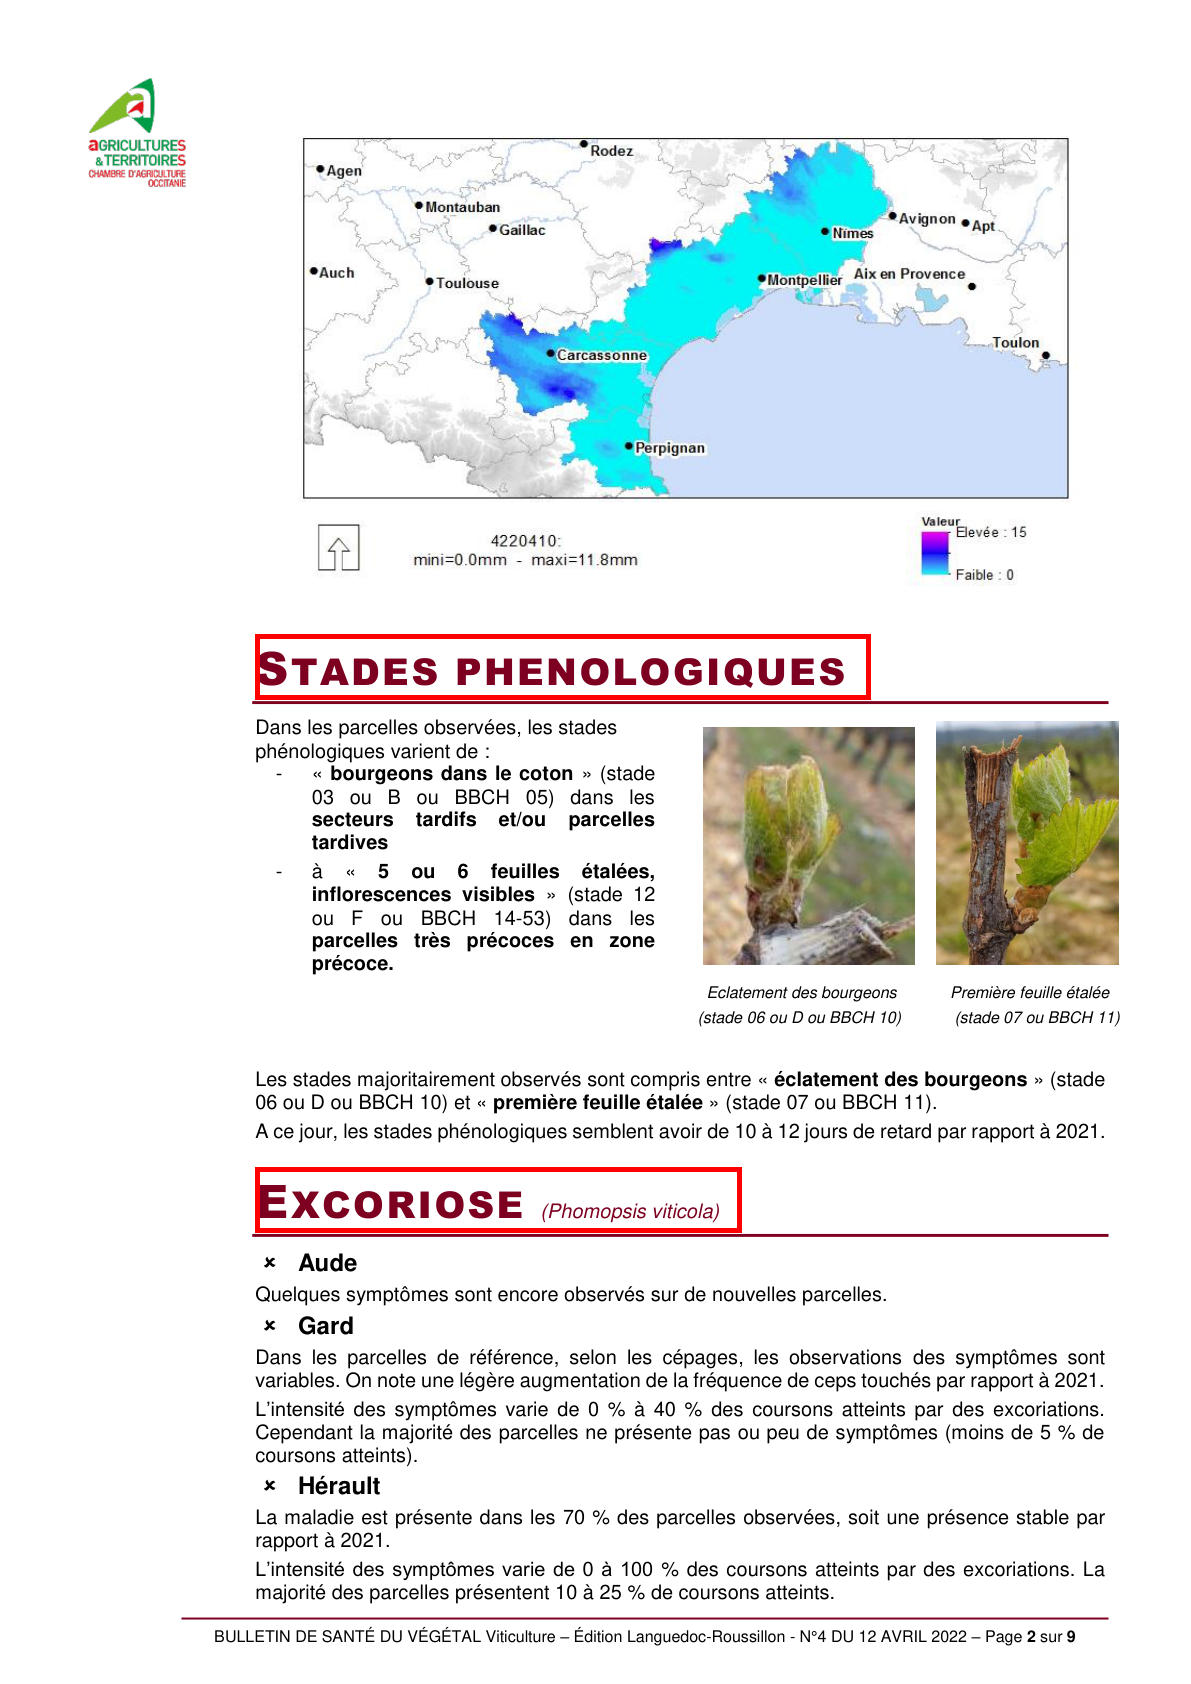 aGRICULTURES
& TERRITOIRES
CHAMBRE D'AGRICULTURE
OCCITANIE
Rodez
Agen
Montauban
Gaillac
Avignon
Apt
Nîmes
Auch
Toulouse
Montpellier
Aix en Provence
Toulon
Carcassonne
Perpignan
4220410:
mini=0.0mm - maxi=11.8mm
Valeur
Elevée : 15
Faible : 0
STADES PHENOLOGIQUES
Dans les parcelles observées, les stades
phénologiques varient de :
- « bourgeons dans le coton » (stade
03 ou B ou BBCH 05) dans les
secteurs tardifs et/ou parcelles
tardives
- à « 5 ou 6 feuilles étalées,
inflorescences visibles » (stade 12
ou F ou BBCH 14-53) dans les
parcelles très précoces en zone
précoce.
Eclatement des bourgeons
(stade 06 ou D ou BBCH 10)
Première feuille étalée
(stade 07 ou BBCH 11)
Les stades majoritairement observés sont compris entre « éclatement des bourgeons » (stade
06 ou D ou BBCH 10) et « première feuille étalée » (stade 07 ou BBCH 11).
A ce jour, les stades phénologiques semblent avoir de 10 à 12 jours de retard par rapport à 2021.
EXCORIOSE (Phomopsis viticola)
× Aude
Quelques symptômes sont encore observés sur de nouvelles parcelles.
× Gard
Dans les parcelles de référence, selon les cépages, les observations des symptômes sont
variables. On note une légère augmentation de la fréquence de ceps touchés par rapport à 2021.
L'intensité des symptômes varie de 0 % à 40 % des coursons atteints par des excoriations.
Cependant la majorité des parcelles ne présente pas ou peu de symptômes (moins de 5 % de
coursons atteints).
× Hérault
La maladie est présente dans les 70 % des parcelles observées, soit une présence stable par
rapport à 2021.
L'intensité des symptômes varie de 0 à 100 % des coursons atteints par des excoriations. La
majorité des parcelles présentent 10 à 25 % de coursons atteints.
BULLETIN DE SANTÉ DU VÉGÉTAL Viticulture – Édition Languedoc-Roussillon - N°4 DU 12 AVRIL 2022 – Page 2 sur 9